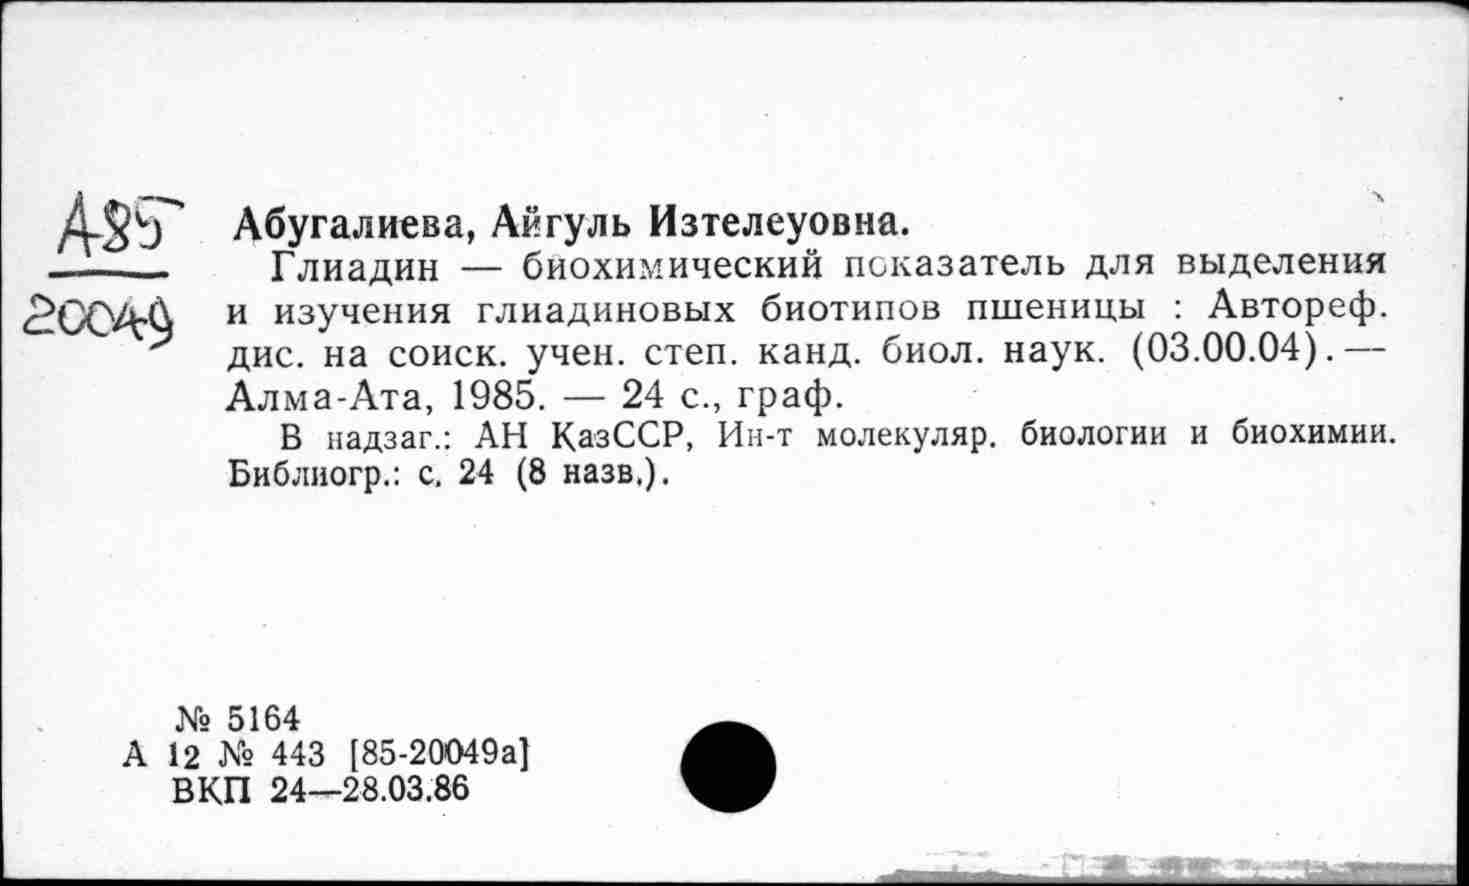 А85
20049
Абугалиева, Айгуль Изтелеуовна.
Глиадин — биохимический показатель для выделения
и изучения глиадиновых биотипов пшеницы : Автореф.
дис. на соиск. учен. степ. канд. биол. наук. (03.00.04). —
Алма-Ата, 1985. — 24 с., граф.
В надзаг.: АН КазССР, Ин-т молекуляр. биологии и биохимии.
Библиогр.: с. 24 (8 назв.).
№ 5164
А 12 № 443 [85-20049а]
ВКП 24—28.03.86